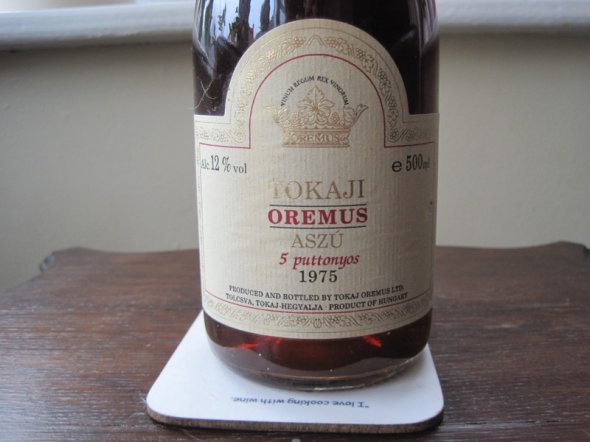 VINUM REGUM REX VINORUM
OREMUS
Alc. 12 % vol
e 500ml
TOKAJI
OREMUS
ASZÚ
5 puttonyos
1975
PRODUCED AND BOTTLED BY TOKAJ OREMUS LTD.
TOLCSVA, TOKAJ-HEGYALJA · PRODUCT OF HUNGARY
"I love cooking with wine.